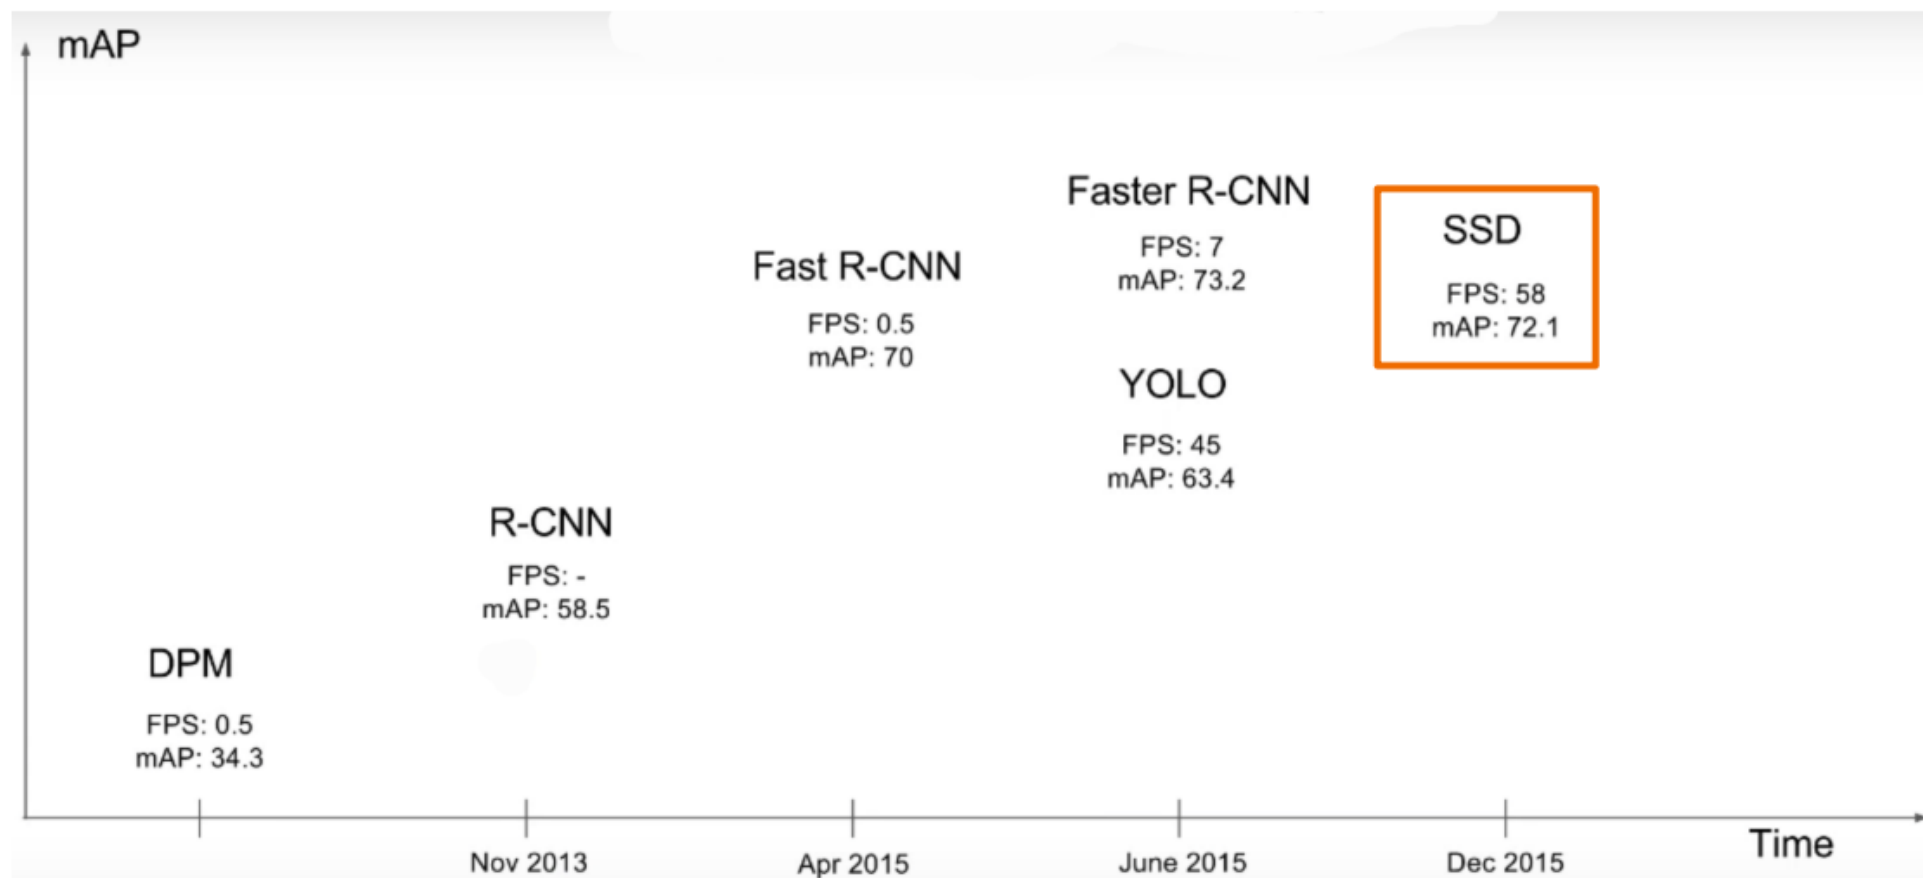 mAP
Faster R-CNN
FPS: 7
mAP: 73.2
SSD
FPS: 58
mAP: 72.1
Fast R-CNN
FPS: 0.5
mAP: 70
YOLO
FPS: 45
mAP: 63.4
R-CNN
FPS: -
mAP: 58.5
DPM
FPS: 0.5
mAP: 34.3
Nov 2013
Apr 2015
June 2015
Dec 2015
Time